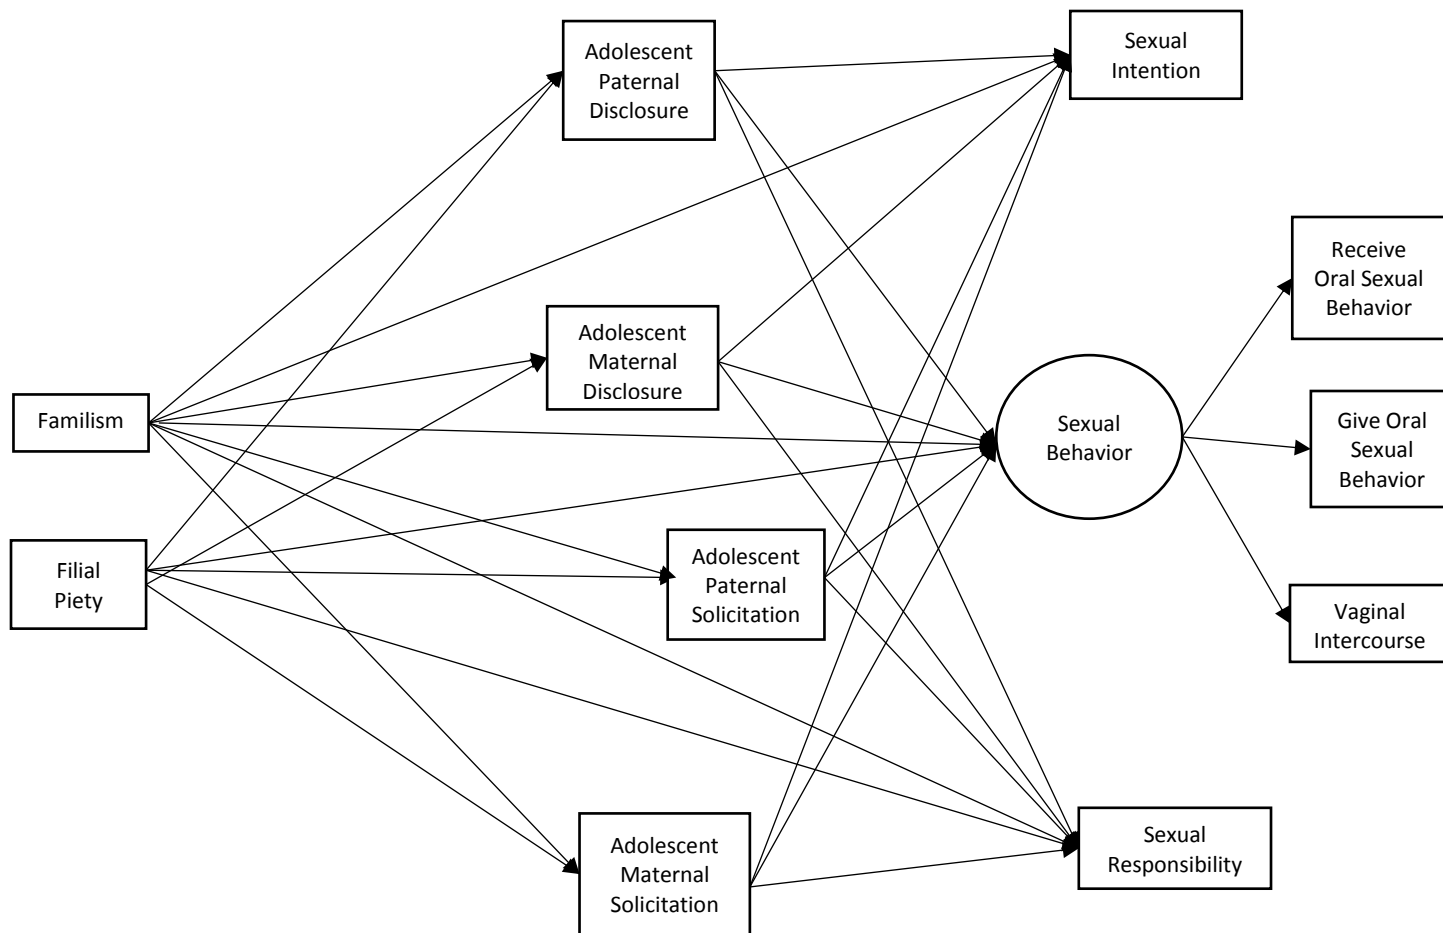 Adolescent
Paternal
Disclosure
Sexual
Intention
Receive
Oral Sexual
Behavior
Adolescent
Maternal
Disclosure
Familism
Sexual
Behavior
Give Oral
Sexual
Behavior
Filial
Piety
Adolescent
Paternal
Solicitation
Vaginal
Intercourse
Adolescent
Maternal
Solicitation
Sexual
Responsibility